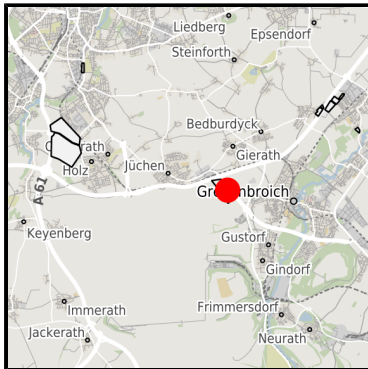 Liedberg
Epsendorf
Steinforth
Bedburdyck
Gierath
Holz
Jüchen
A 61
Keyenberg
Gustorf
Gindorf
Immerath
Frimmersdorf
Jackerath
Neurath